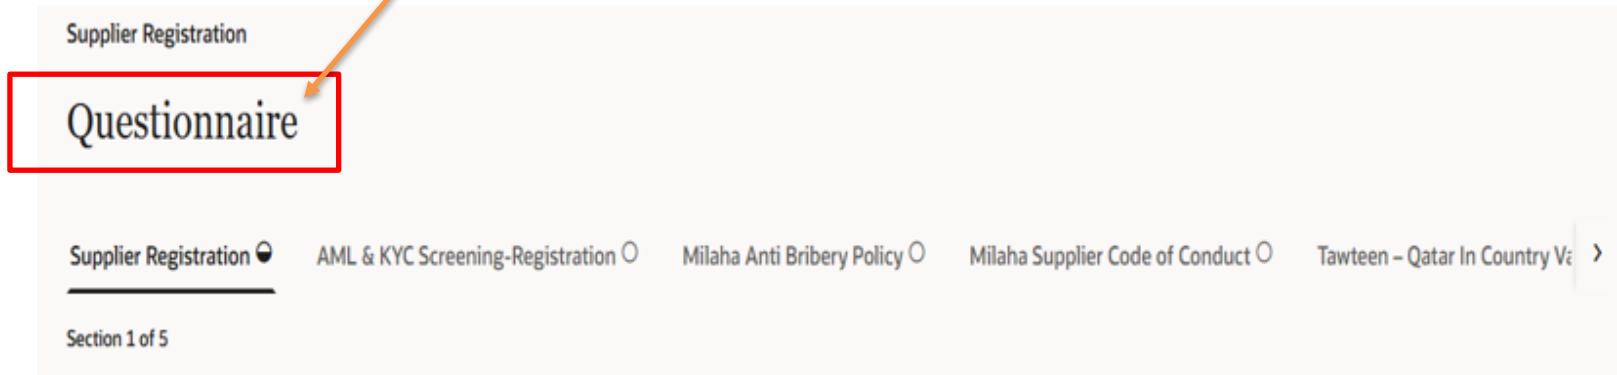 Supplier Registration
Questionnaire
Supplier Registration AML & KYC Screening-Registration Milaha Anti Bribery Policy Milaha Supplier Code of Conduct Tawteen – Qatar In Country
Section 1 of 5